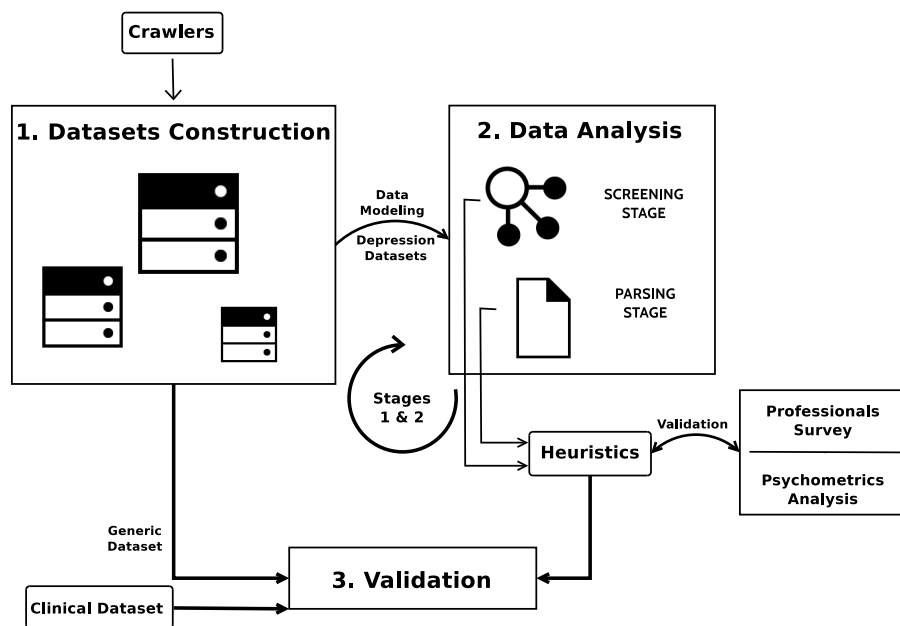 Crawlers
1. Datasets Construction
2. Data Analysis
SCREENING
STAGE
Data
Modeling
Depression
Datasets
PARSING
STAGE
Stages
1 & 2
Heuristics
Validation
Professionals
Survey
Psychometrics
Analysis
Generic
Dataset
3. Validation
Clinical Dataset